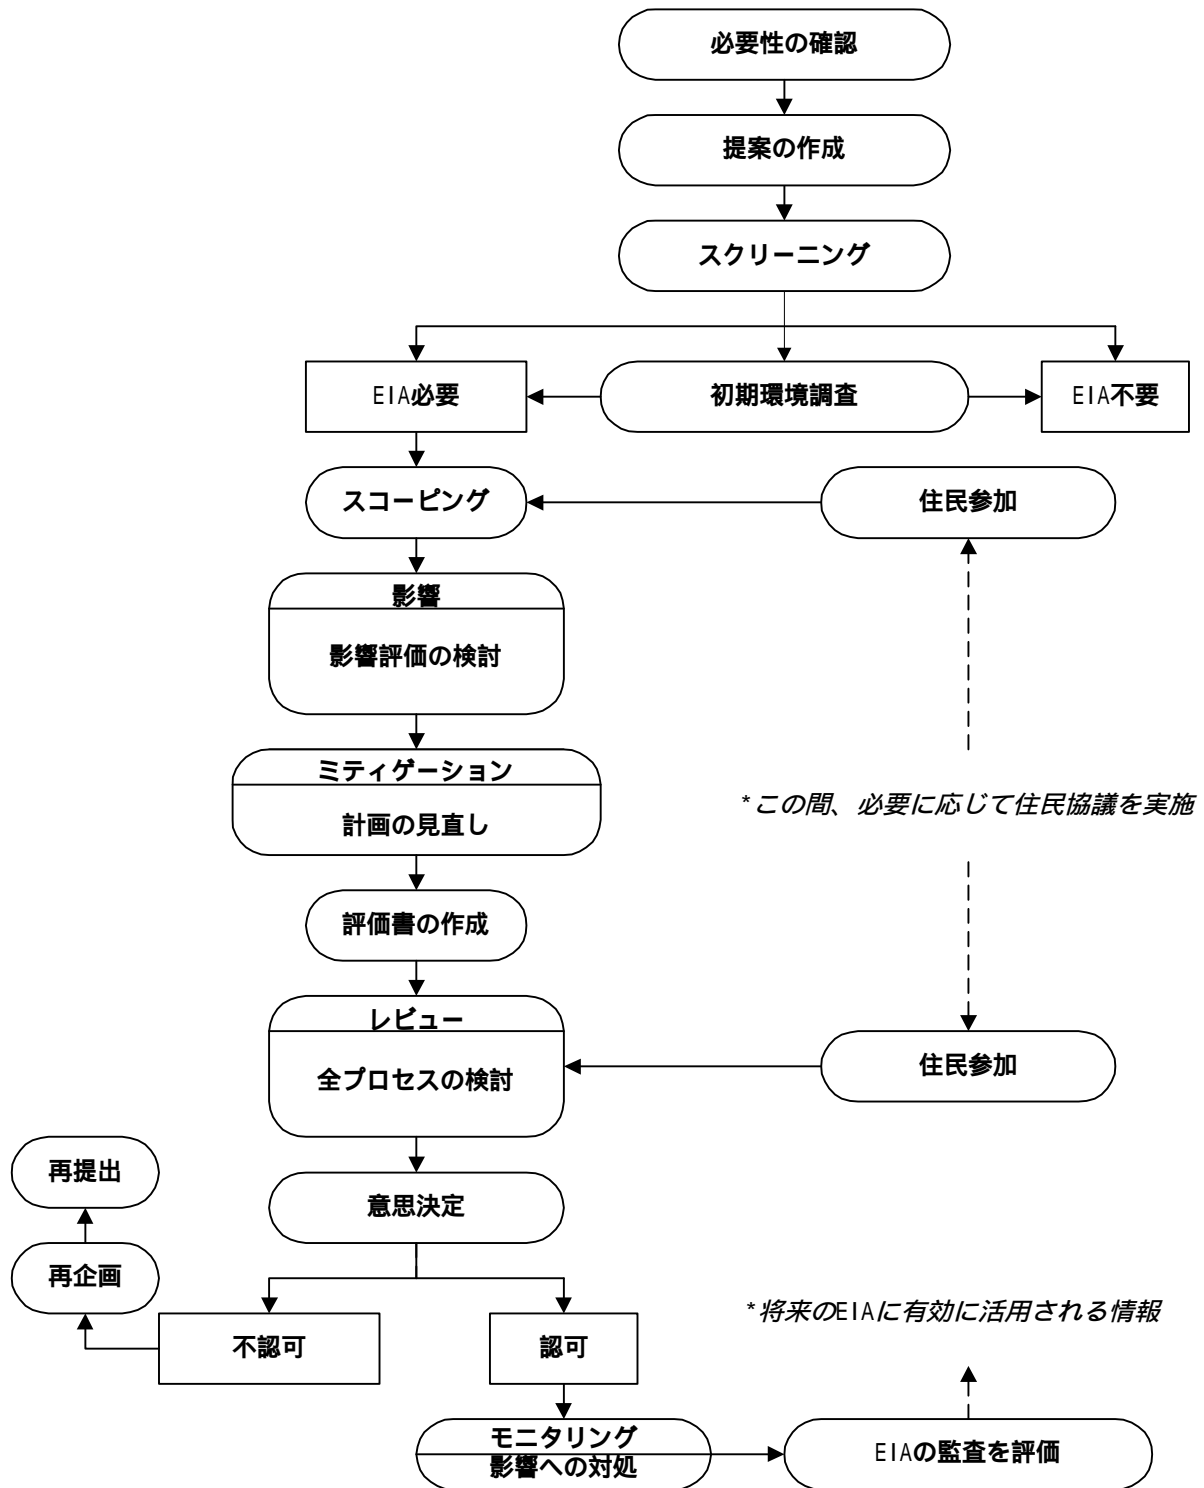 必要性の確認
提案の作成
スクリーニング
EIA必要
初期環境調査
EIA不要
スコーピング
住民参加
影響
影響評価の検討
ミティゲーション
計画の見直し
*この間、必要に応じて住民協議を実施
評価書の作成
レビュー
全プロセスの検討
住民参加
再提出
意思決定
再企画
*将来のEIAに有効に活用される情報
不認可
認可
モニタリング
影響への対処
EIAの監査を評価